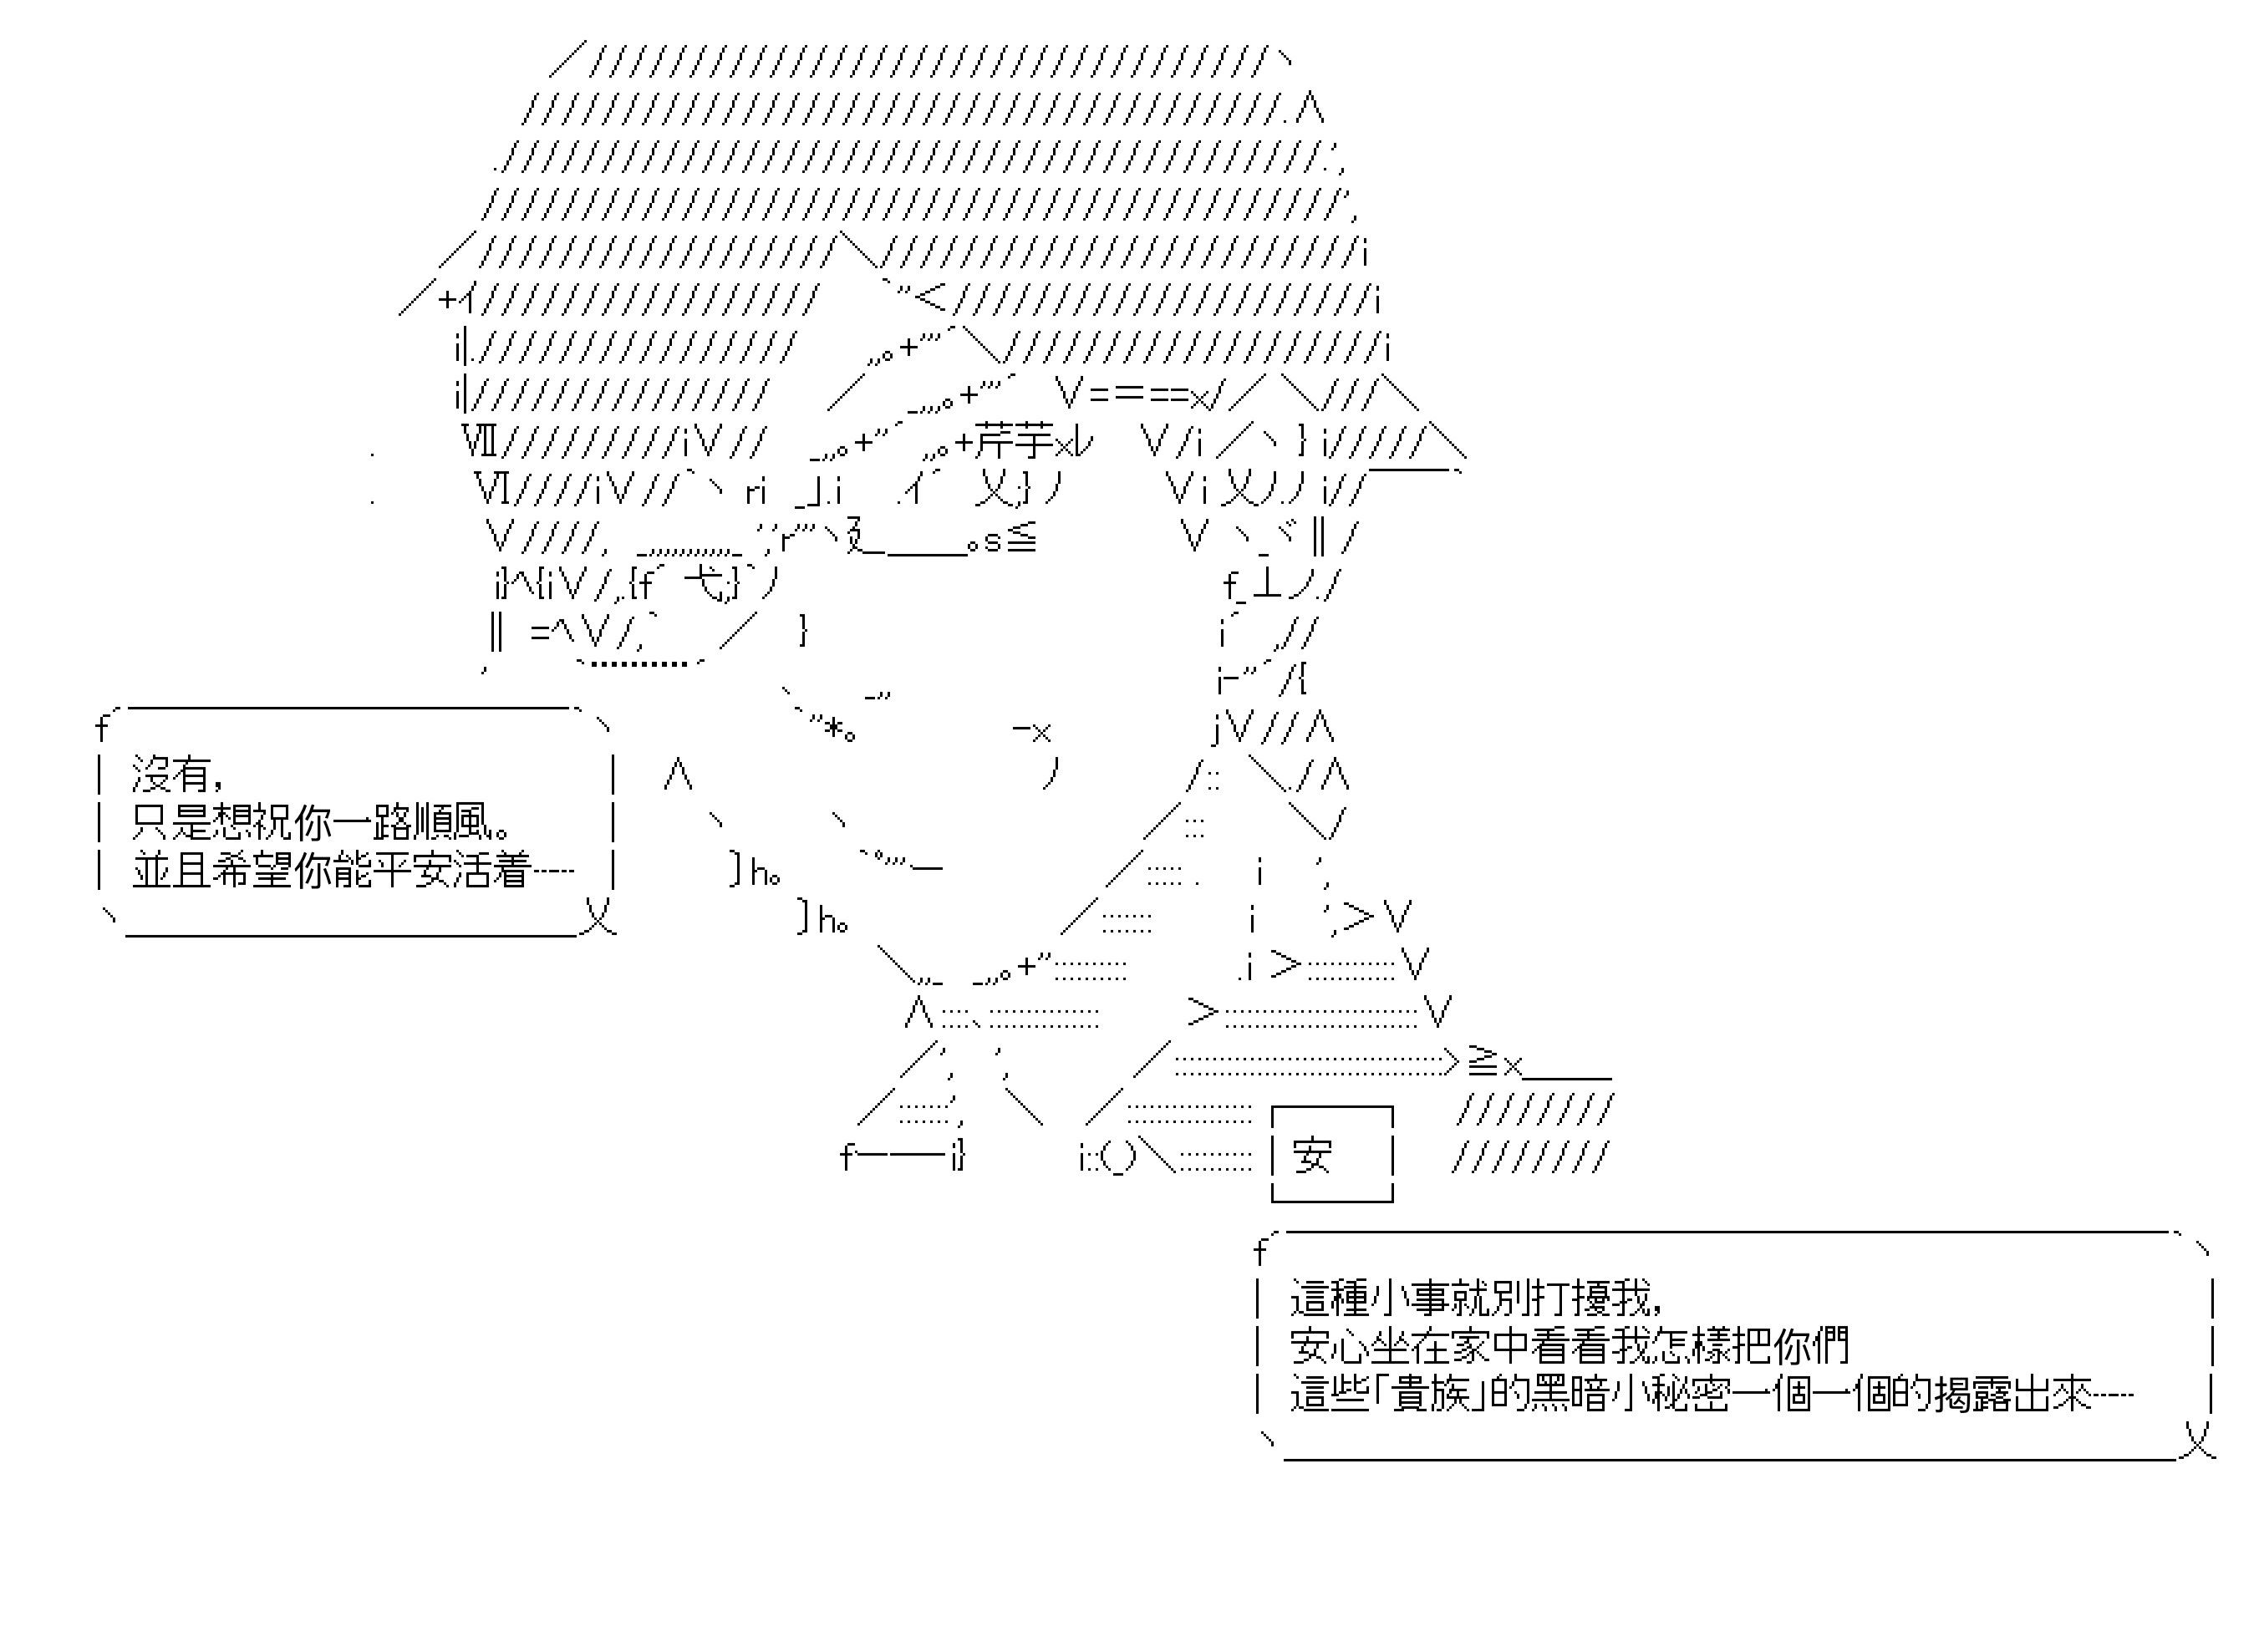 沒有，
只是想祝你一路順風。
並且希望你能平安活着……
安
這種小事就別打擾我，
安心坐在家中看看我怎樣把你們
這些「貴族」的黑暗小秘密一個一個的揭露出來……